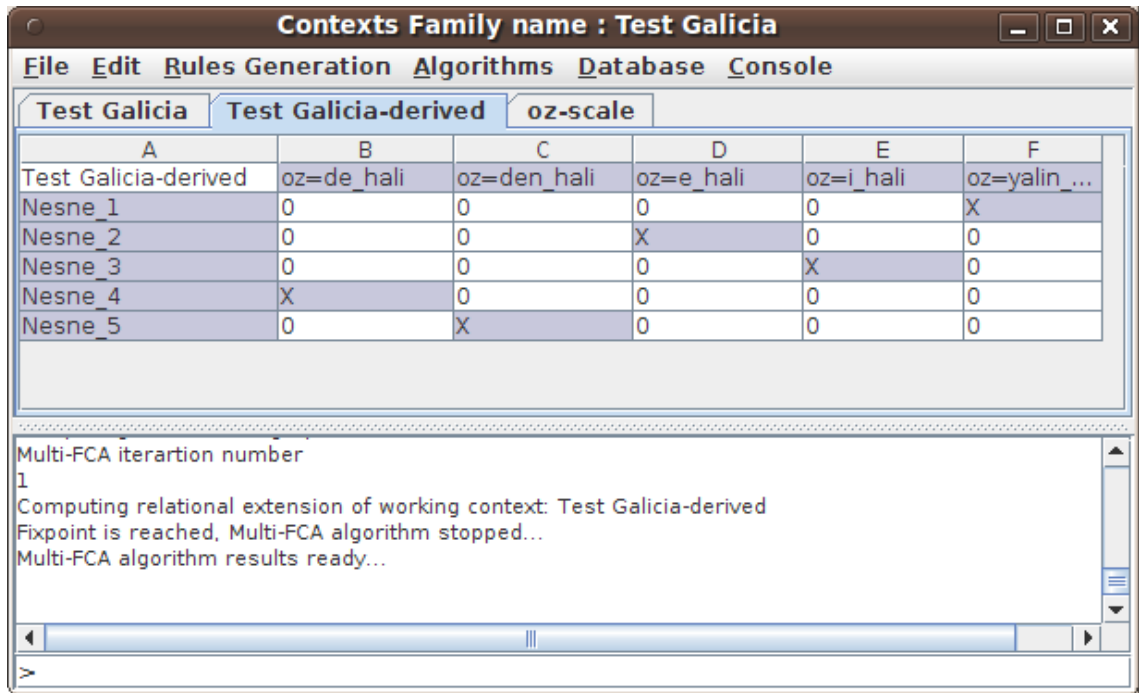 Contexts Family name : Test Galicia
File Edit Rules Generation Algorithms Database Console
Test Galicia Test Galicia-derived oz-scale
A B C D E F
Test Galicia-derived oz=de_hali oz=den_hali oz=e_hali oz=i_hali oz=yalin_...
Nesne_1 0 0 0 0 X
Nesne_2 0 0 X 0 0
Nesne_3 0 0 0 X 0
Nesne_4 X 0 0 0 0
Nesne_5 0 X 0 0 0
Multi-FCA iterartion number
1
Computing relational extension of working context: Test Galicia-derived
Fixpoint is reached, Multi-FCA algorithm stopped...
Multi-FCA algorithm results ready...
>